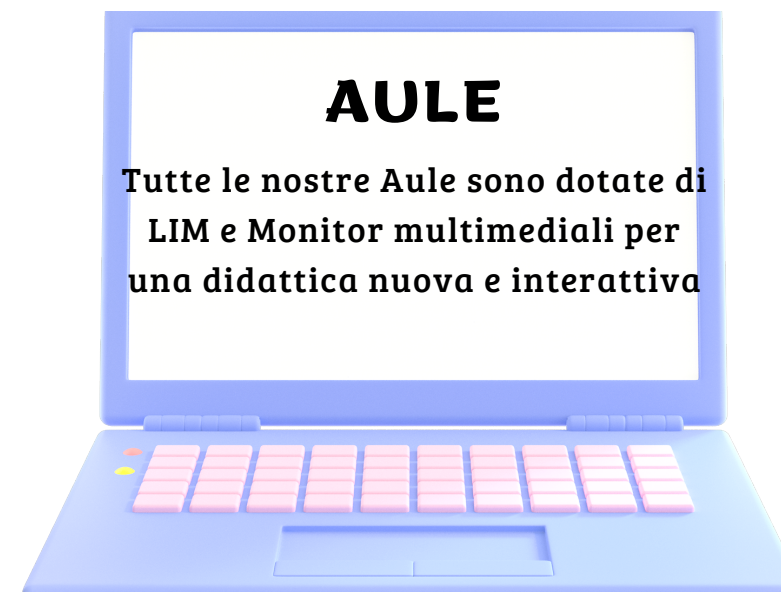 AULE
Tutte le nostre Aule sono dotate di
LIM e Monitor multimediali per
una didattica nuova e interattiva